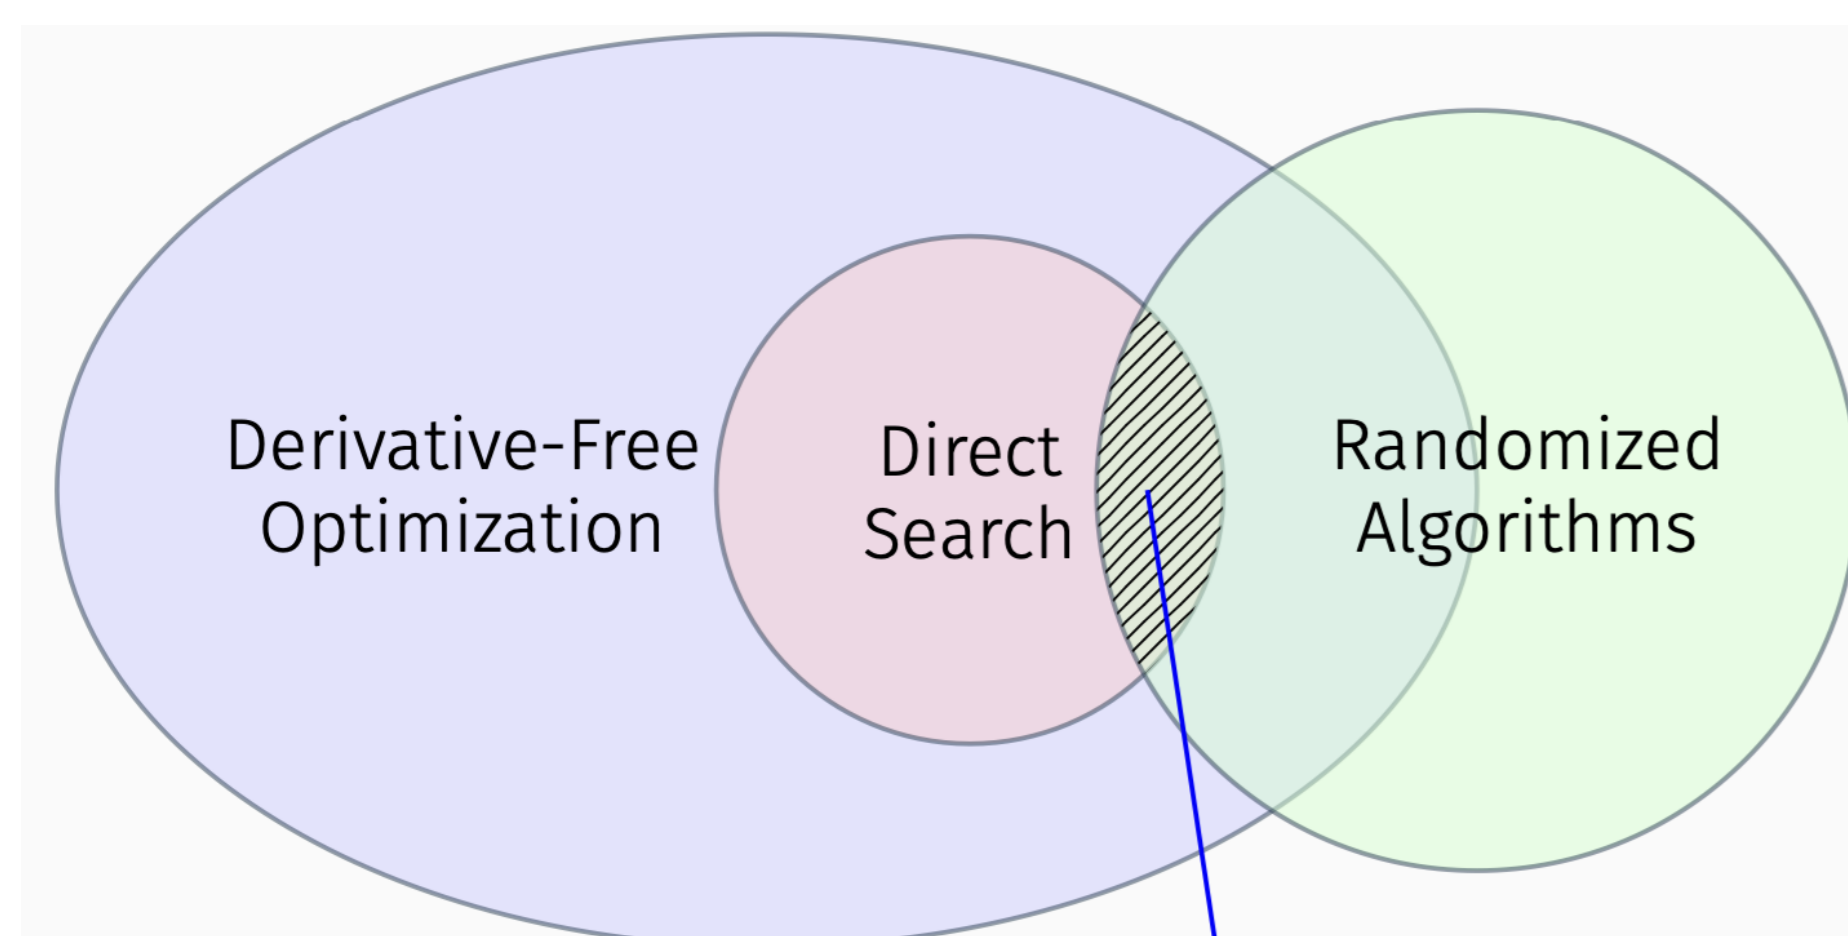 Derivative-Free
Optimization
Direct
Search
Randomized
Algorithms